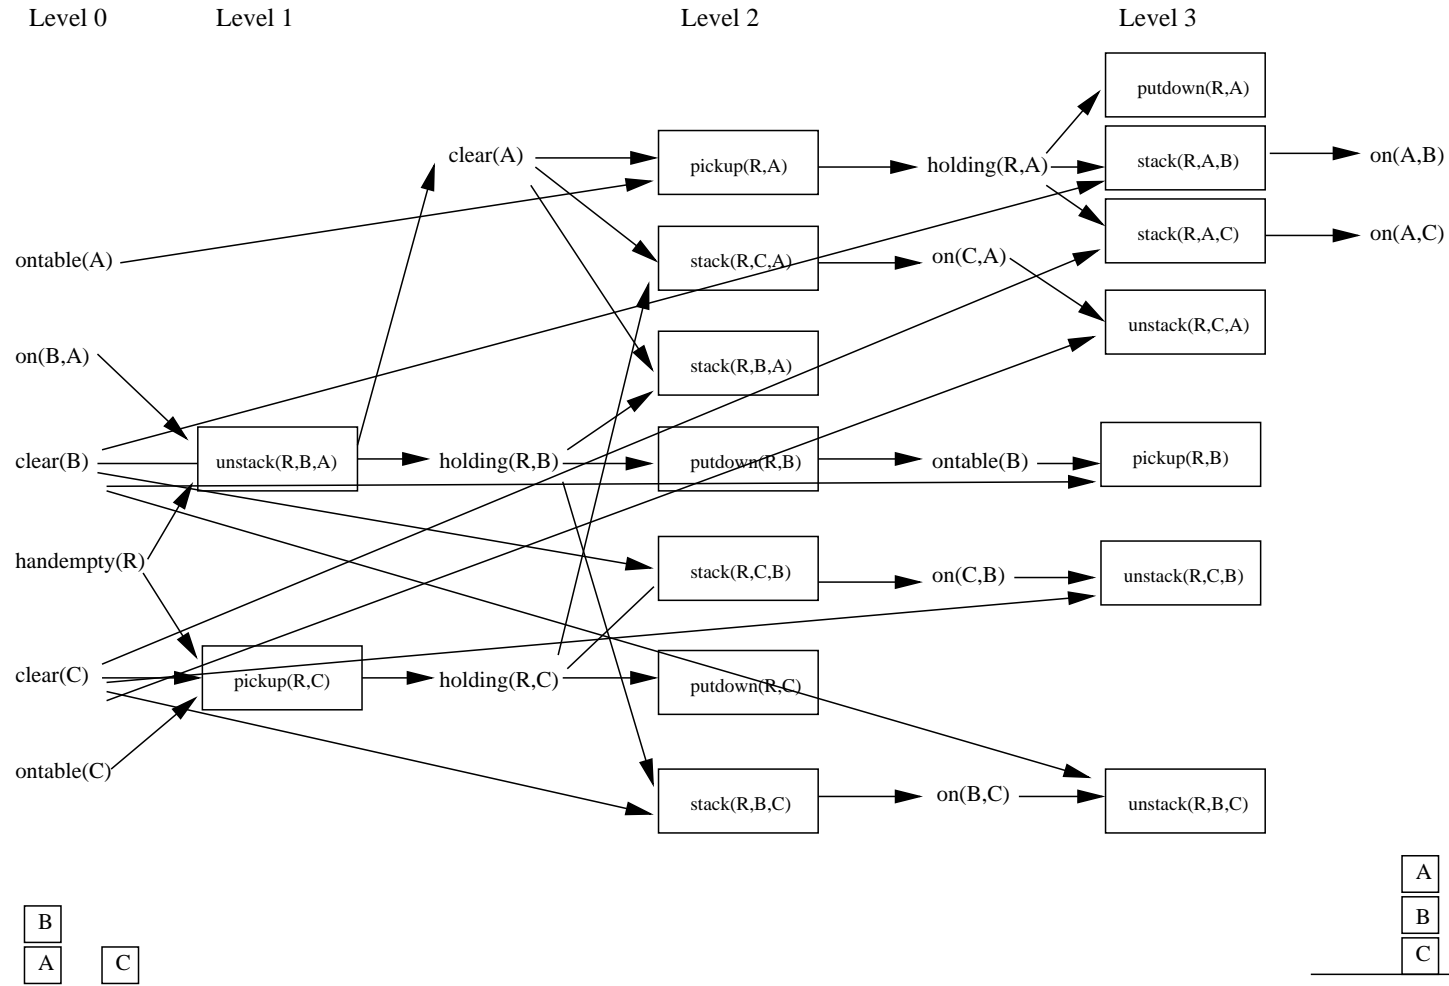 Level 0 Level 1 Level 2 Level 3
putdown(R,A)
clear(A) pickup(R,A) holding(R,A) stack(R,A,B) on(A,B)
ontable(A) stack(R,C,A) on(C,A) stack(R,A,C) on(A,C)
unstack(R,C,A)
on(B,A) stack(R,B,A)
clear(B) unstack(R,B,A) holding(R,B) putdown(R,B) ontable(B) pickup(R,B)
handempty(R) stack(R,C,B) on(C,B) unstack(R,C,B)
clear(C) pickup(R,C) holding(R,C) putdown(R,C)
ontable(C) stack(R,B,C) on(B,C) unstack(R,B,C)
A
B B
A C C